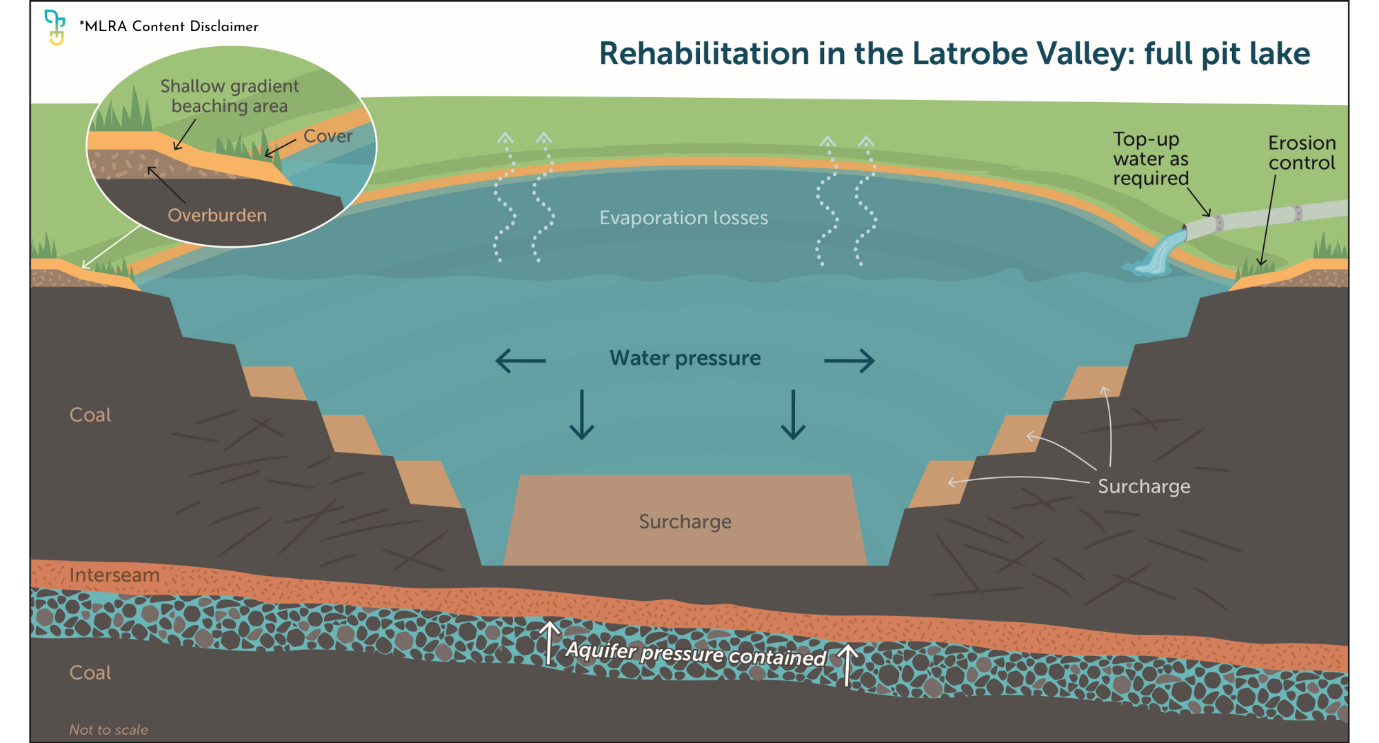 *MLRA Content Disclaimer
Rehabilitation in the Latrobe Valley: full pit lake
Shallow gradient
beaching area
Cover
Overburden
Evaporation losses
Top-up
water as
required
Erosion
control
Water pressure
Coal
Surcharge
Surcharge
Interseam
Aquifer pressure contained
Coal
Not to scale